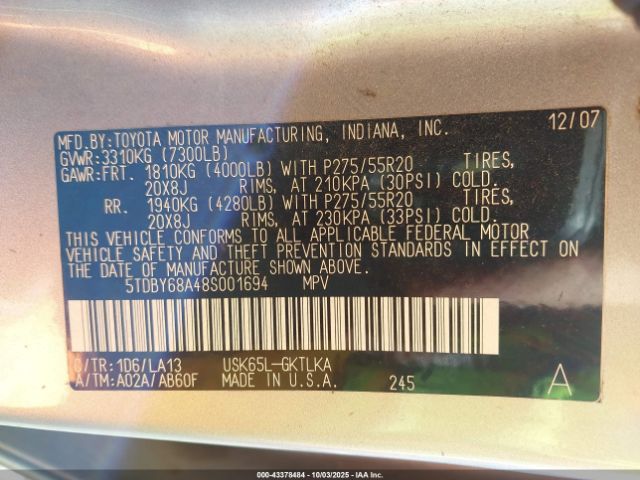 MFD.BY:TOYOTA MOTOR MANUFACTURING, INDIANA, INC. 12/07
GVWR:3310KG (7300LB)
GAWR:FRT. 1810KG (4000LB) WITH P275/55R20 TIRES,
20X8J RIMS, AT 210KPA (30PSI) COLD.
RR. 1940KG (4280LB) WITH P275/55R20 TIRES,
20X8J RIMS, AT 230KPA (33PSI) COLD.
THIS VEHICLE CONFORMS TO ALL APPLICABLE FEDERAL MOTOR
VEHICLE SAFETY AND THEFT PREVENTION STANDARDS IN EFFECT ON
THE DATE OF MANUFACTURE SHOWN ABOVE.
5TDBY68A48S001694 MPV
C/TR:1D6/LA13 USK65L-GKTLKA
A/TM:A02A/AB60F MADE IN U.S.A. 245 A
000-43378484 | 10/03/2025 - IAAI - Copart